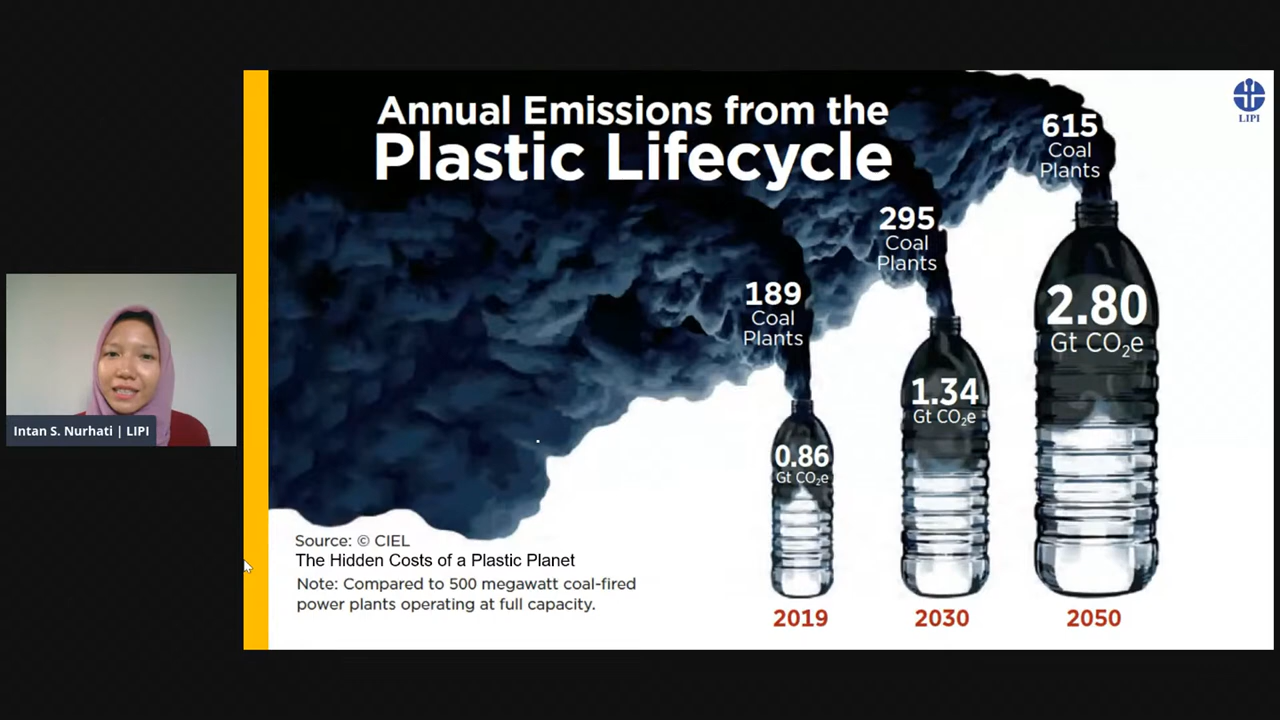 Annual Emissions from the
Plastic Lifecycle
615
Coal
Plants
LIPI
295
Coal
Plants
189
Coal
Plants
2.80
Gt CO₂e
1.34
Gt CO₂e
0.86
Gt CO₂e
Intan S. Nurhati | LIPI
Source: © CIEL
The Hidden Costs of a Plastic Planet
Note: Compared to 500 megawatt coal-fired
power plants operating at full capacity.
2019
2030
2050